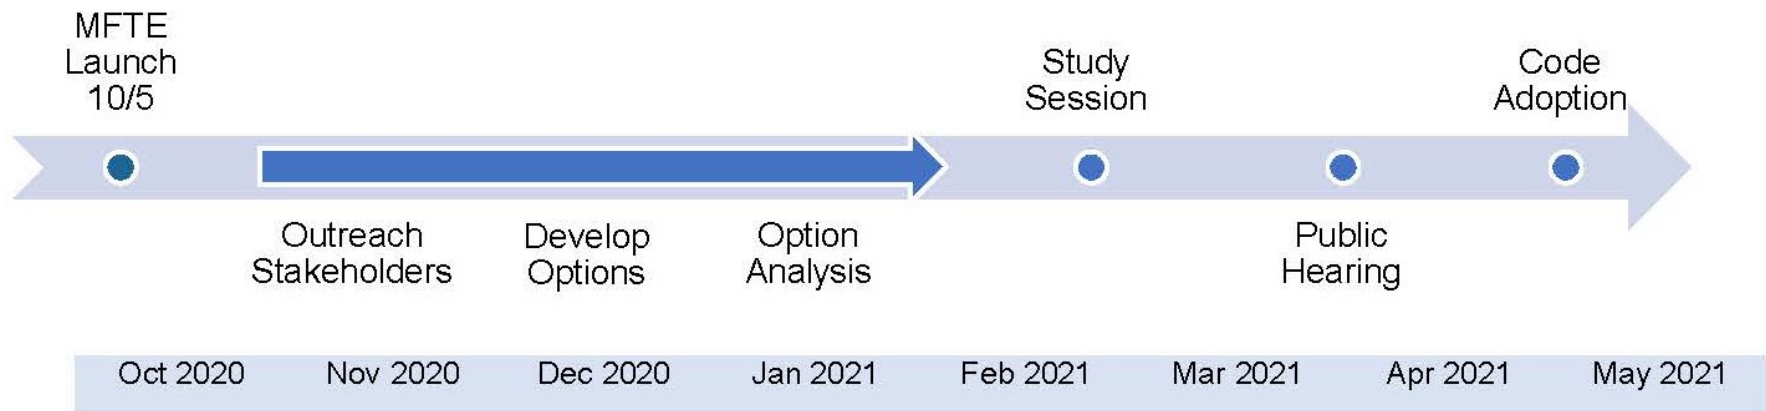 MFTE
Launch
10/5
Study
Session
Code
Adoption
Outreach
Stakeholders
Develop
Options
Option
Analysis
Public
Hearing
Oct 2020 Nov 2020 Dec 2020 Jan 2021 Feb 2021 Mar 2021 Apr 2021 May 2021